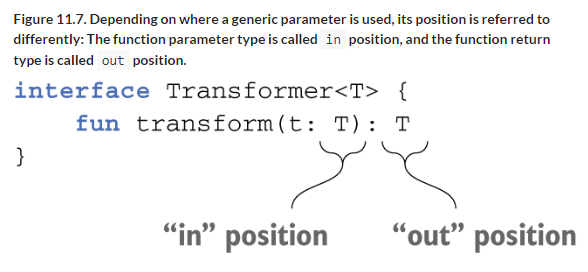 Figure 11.7. Depending on where a generic parameter is used, its position is referred to
differently: The function parameter type is called in position, and the function return
type is called out position.
interface Transformer<T> {
    fun transform(t: T): T
}
“in” position “out” position